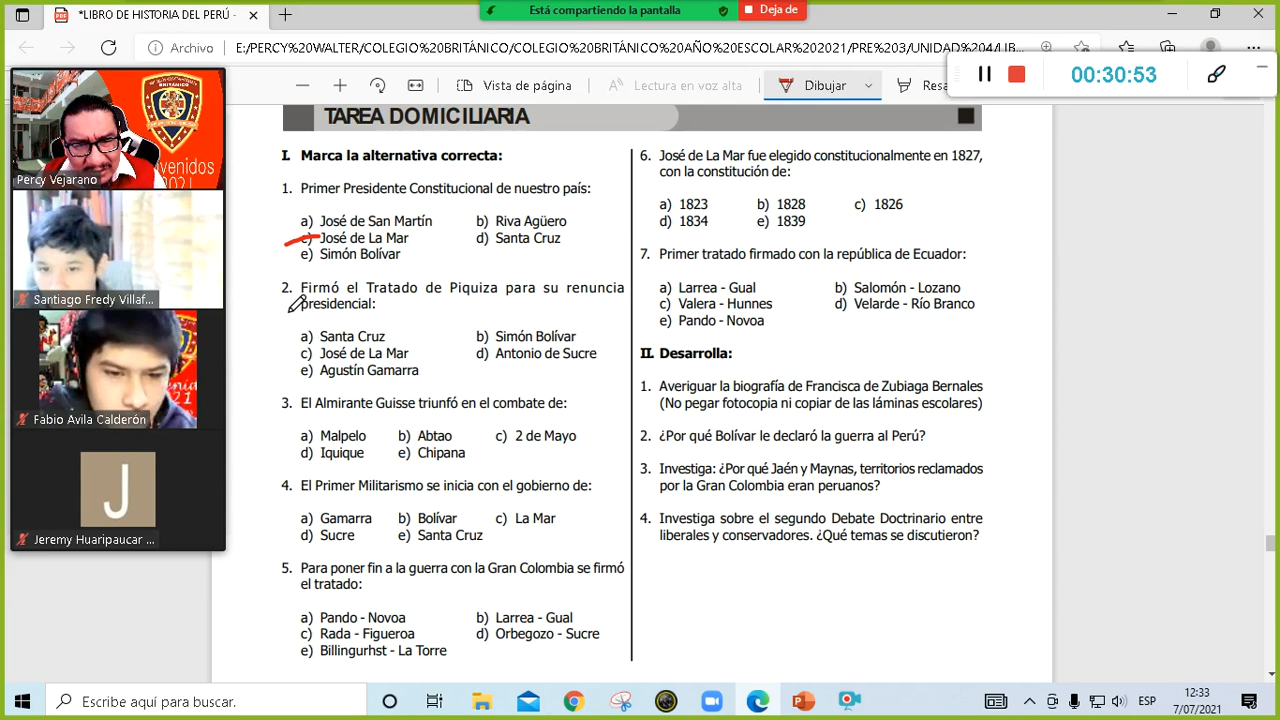 *LIBRO DE HISTORIA DEL PERÚ -
Está compartiendo la pantalla
Deja de
Archivo
E:/PERCY%20WALTER/COLEGIO%20BRITÁNICO/COLEGIO%20BRITÁNICO%20AÑO%20ESCOLAR%202021/PRE%203/UNIDAD%204/LIB...
00:30:53
Vista de página
Lectura en voz alta
Dibujar
Resa
Percy Vejarano
Santiago Fredy Villaf...
Fabio Ávila Calderón
J
Jeremy Huaripaucar ...
TAREA DOMICILIARIA
I. Marca la alternativa correcta:
1. Primer Presidente Constitucional de nuestro país:
a) José de San Martín b) Riva Agüero
c) José de La Mar d) Santa Cruz
e) Simón Bolívar
2. Firmó el Tratado de Piquiza para su renuncia
presidencial:
a) Santa Cruz b) Simón Bolívar
c) José de La Mar d) Antonio de Sucre
e) Agustín Gamarra
3. El Almirante Guisse triunfó en el combate de:
a) Malpelo b) Abtao c) 2 de Mayo
d) Iquique e) Chipana
4. El Primer Militarismo se inicia con el gobierno de:
a) Gamarra b) Bolívar c) La Mar
d) Sucre e) Santa Cruz
5. Para poner fin a la guerra con la Gran Colombia se firmó
el tratado:
a) Pando - Novoa b) Larrea - Gual
c) Rada - Figueroa d) Orbegozo - Sucre
e) Billingurhst - La Torre
6. José de La Mar fue elegido constitucionalmente en 1827,
con la constitución de:
a) 1823 b) 1828 c) 1826
d) 1834 e) 1839
7. Primer tratado firmado con la república de Ecuador:
a) Larrea - Gual b) Salomón - Lozano
c) Valera - Hunnes d) Velarde - Río Branco
e) Pando - Novoa
II. Desarrolla:
1. Averiguar la biografía de Francisca de Zubiaga Bernales
(No pegar fotocopia ni copiar de las láminas escolares)
2. ¿Por qué Bolívar le declaró la guerra al Perú?
3. Investiga: ¿Por qué Jaén y Maynas, territorios reclamados
por la Gran Colombia eran peruanos?
4. Investiga sobre el segundo Debate Doctrinario entre
liberales y conservadores. ¿Qué temas se discutieron?
Escribe aquí para buscar.
ESP
12:33
7/07/2021